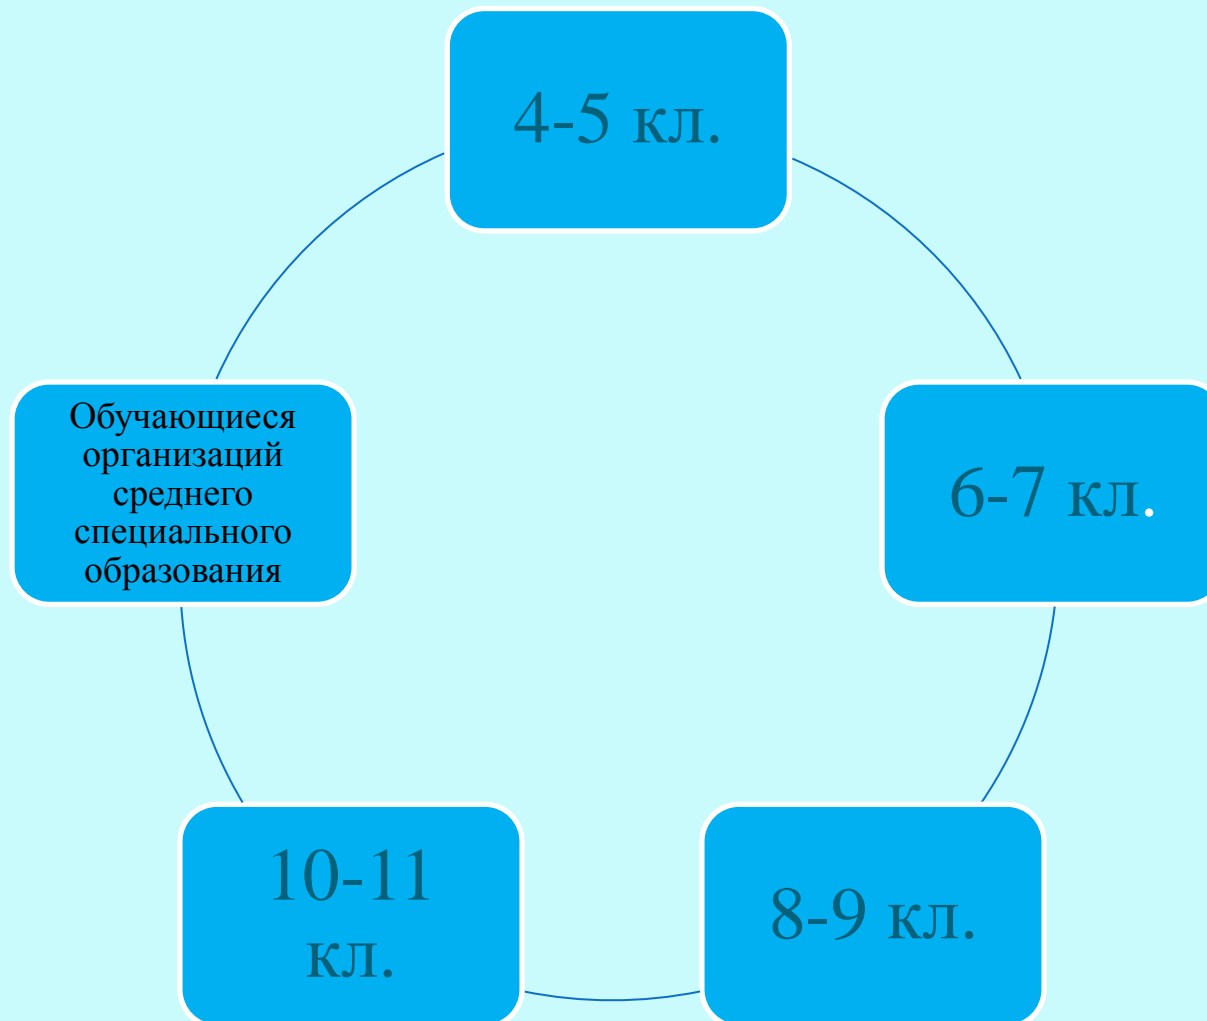 4-5 кл.
6-7 кл.
8-9 кл.
10-11
кл.
Обучающиеся
организаций
среднего
специального
образования